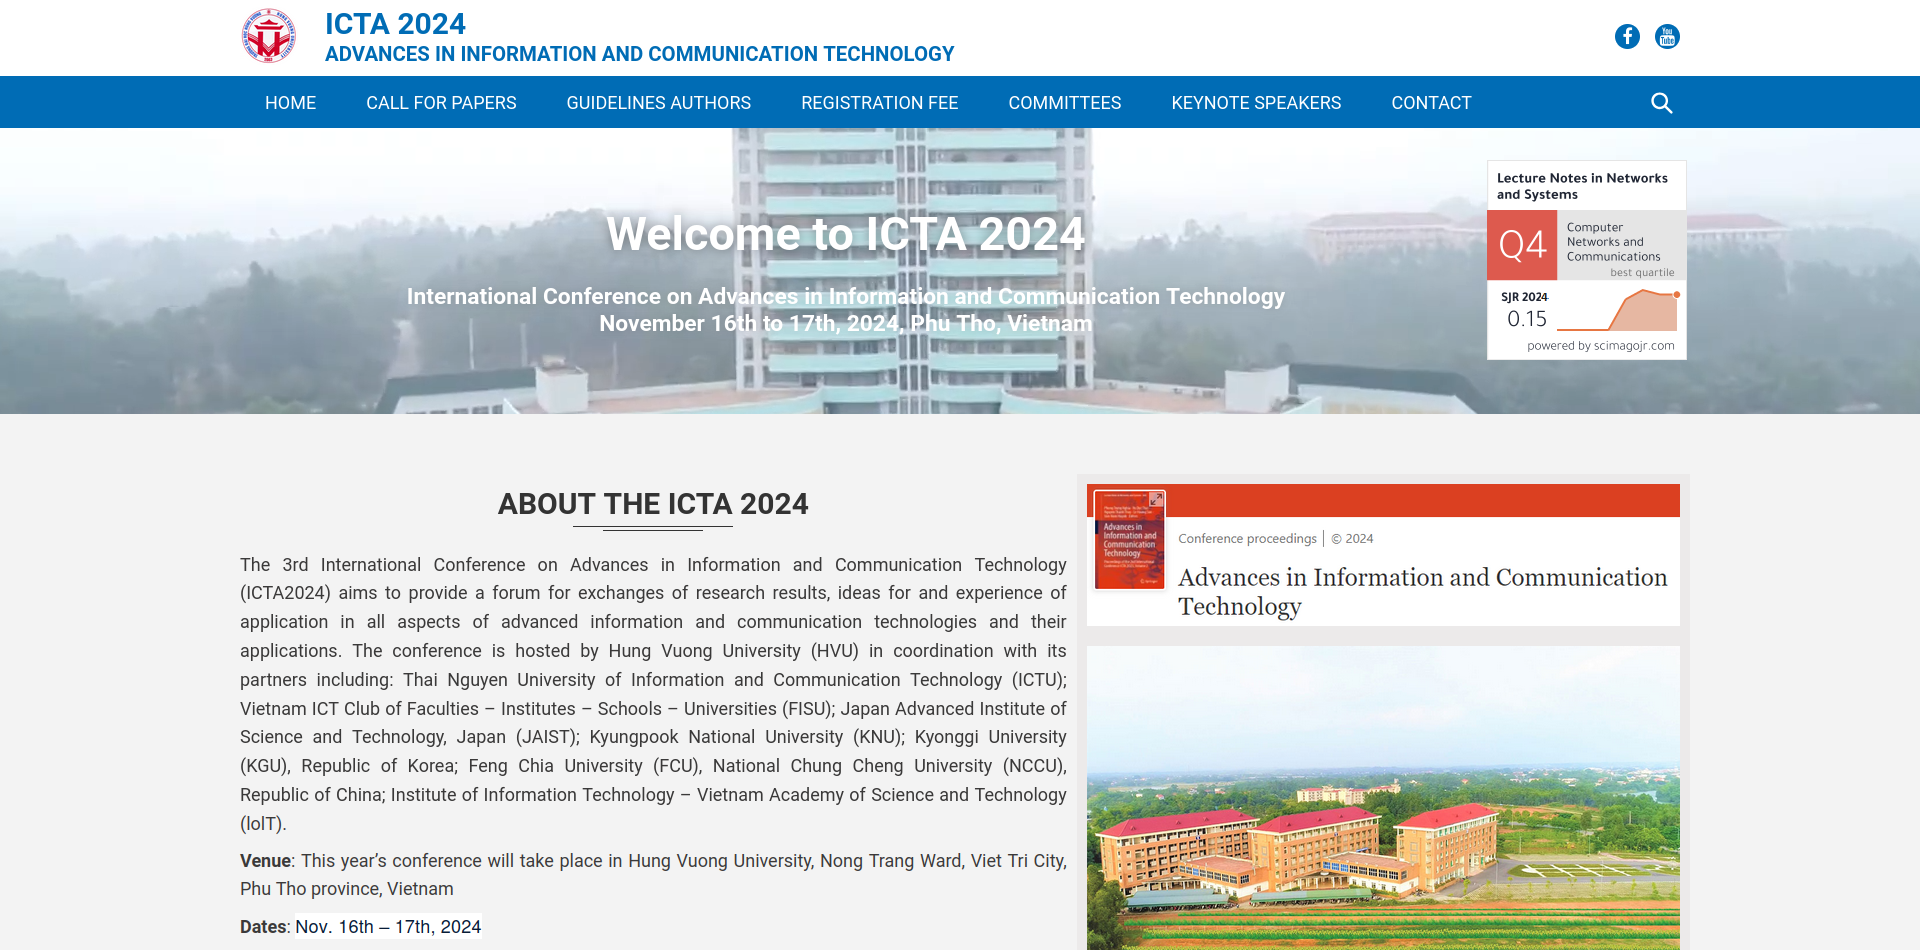 ICTA 2024
ADVANCES IN INFORMATION AND COMMUNICATION TECHNOLOGY
HOME
CALL FOR PAPERS
GUIDELINES AUTHORS
REGISTRATION FEE
COMMITTEES
KEYNOTE SPEAKERS
CONTACT
Welcome to ICTA 2024
International Conference on Advances in Information and Communication Technology
November 16th to 17th, 2024, Phu Tho, Vietnam
Lecture Notes in Networks
and Systems
Q4
Computer
Networks and
Communications
best quartile
SJR 2024
0.15
powered by scimagojr.com
ABOUT THE ICTA 2024
The 3rd International Conference on Advances in Information and Communication Technology
(ICTA2024) aims to provide a forum for exchanges of research results, ideas for and experience of
application in all aspects of advanced information and communication technologies and their
applications. The conference is hosted by Hung Vuong University (HVU) in coordination with its
partners including: Thai Nguyen University of Information and Communication Technology (ICTU);
Vietnam ICT Club of Faculties – Institutes – Schools – Universities (FISU); Japan Advanced Institute of
Science and Technology, Japan (JAIST); Kyungpook National University (KNU); Kyonggi University
(KGU), Republic of Korea; Feng Chia University (FCU), National Chung Cheng University (NCCU),
Republic of China; Institute of Information Technology – Vietnam Academy of Science and Technology
(loIT).
Venue: This year’s conference will take place in Hung Vuong University, Nong Trang Ward, Viet Tri City,
Phu Tho province, Vietnam
Dates: Nov. 16th – 17th, 2024
Advances in
Information and
Communication
Technology
Conference proceedings | © 2024
Advances in Information and Communication
Technology